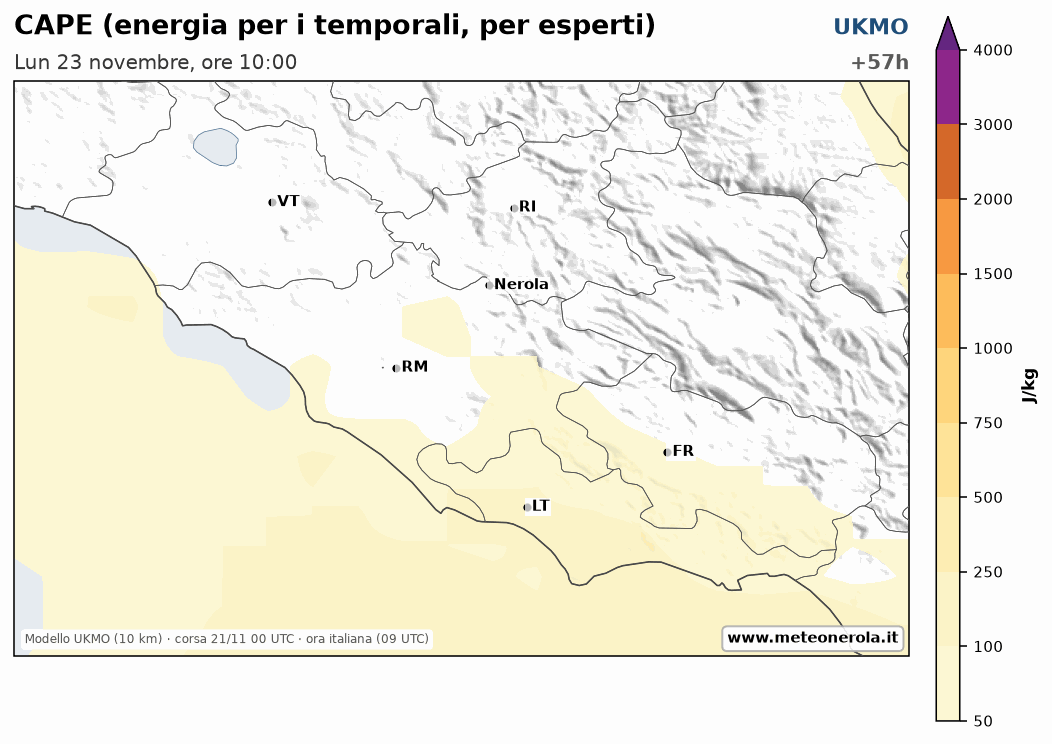 CAPE (energia per i temporali, per esperti)
UKMO
Lun 23 novembre, ore 10:00
+57h
VT
RI
Nerola
RM
FR
LT
Modello UKMO (10 km) · corsa 21/11 00 UTC · ora italiana (09 UTC)
www.meteonerola.it
4000
3000
2000
1500
1000
750
500
250
100
50
J/kg